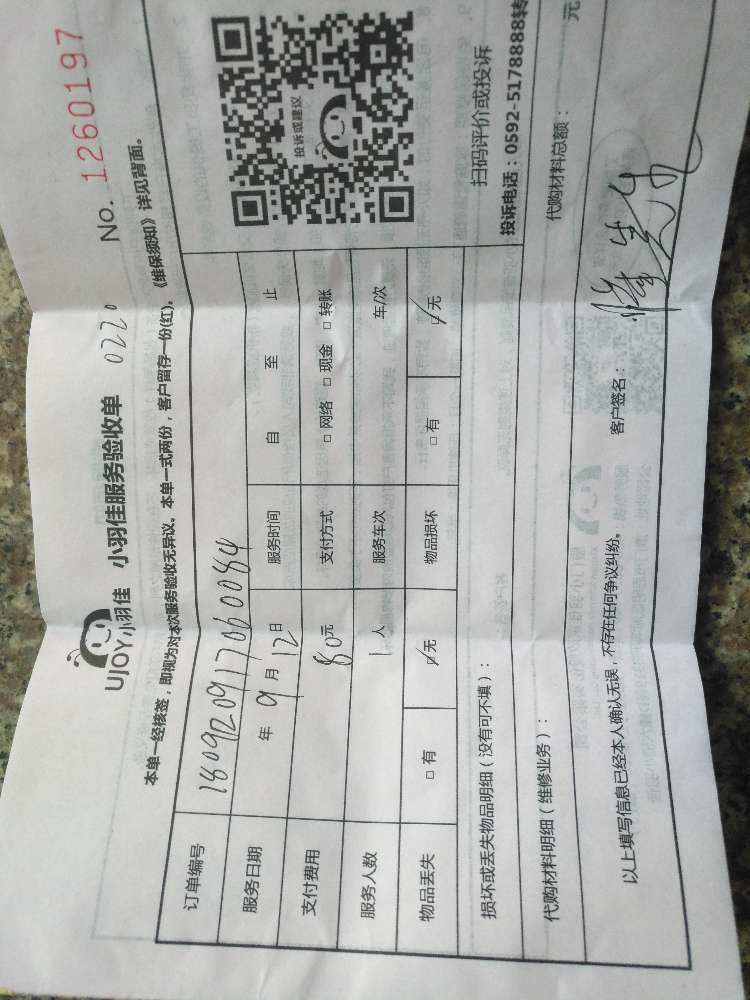 UJOY小羽佳 小羽佳服务验收单 0220 No. 1260197
本单一经核签，即视为对本次服务验收无异议。本单一式两份，客户留存一份(红)。《维保须知》详见背面。
订单编号 180920917060084
服务日期 年 9 月 12 日 服务时间 自 至 止
支付费用 80 元 支付方式 □ 网络 □ 现金 □ 转账
服务人数 1 人 服务车次 车/次
物品丢失 □ 有 □ 无 物品损坏 □ 有 □ 无
投诉或建议
扫码评价或投诉
投诉电话：0592-5178888转
损坏或丢失物品明细（没有可不填）：
代购材料明细（维修业务）： 代购材料总额： 元
以上填写信息已经本人确认无误，不存在任何争议纠纷。 客户签名： 先生